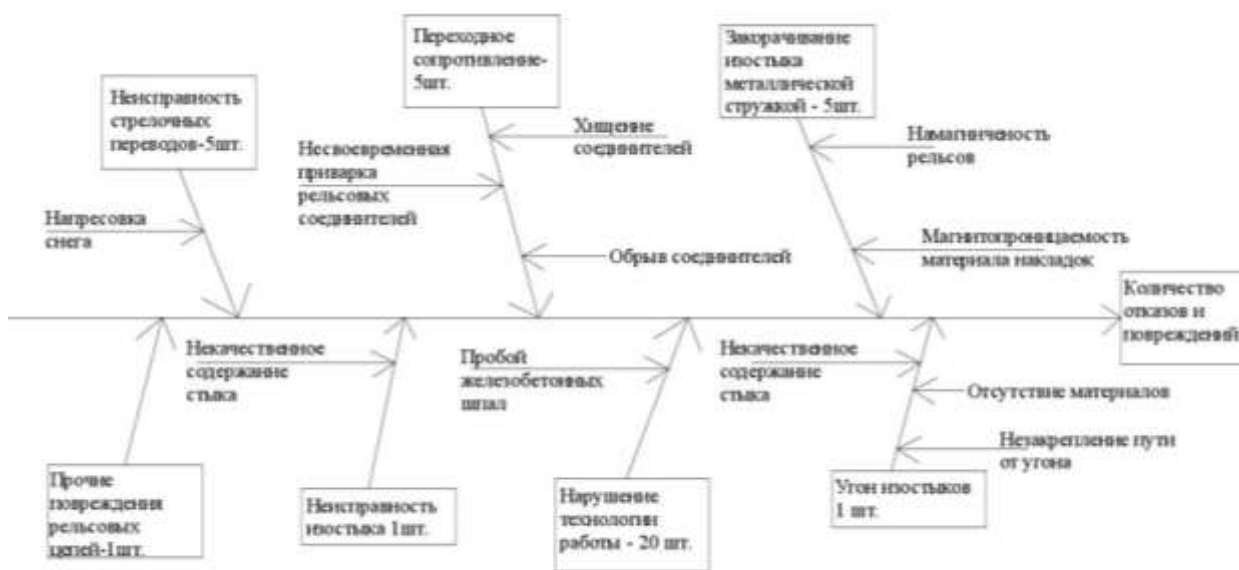 Переходное
сопротивление-
5шт.
Закорачивание
изостыка
металлической
стружкой - 5шт.
Неисправность
стрелочных
переводов-5шт.
Хищение
соединителей
Намагниченость
рельсов
Несвоевременная
приварка
рельсовых
соединителей
Напресовка
снега
Обрыв соединителей
Магнитопроницаемость
материала накладок
Количество
отказов и
повреждений
Некачественное
содержание
стыка
Пробой
железобетонных
шпал
Некачественное
содержание
стыка
Отсутствие материалов
Незакрепление пути
от угона
Прочие
повреждения
рельсовых
цепей-1шт.
Неисправность
изостыка 1шт.
Нарушение
технологии
работы - 20 шт.
Угон изостыков
1 шт.